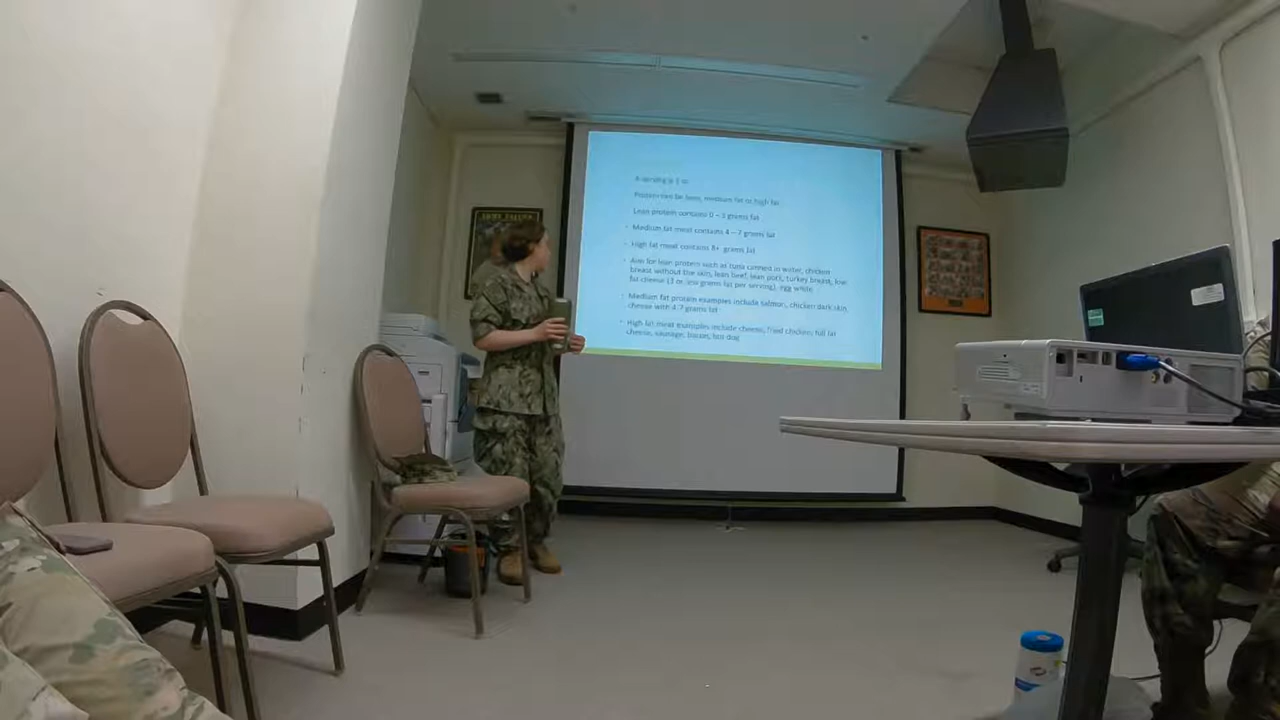 A serving is 1 oz
Protein can be lean, medium fat or high fat
Lean protein contains 0 – 3 grams fat
Medium fat meat contains 4 – 7 grams fat
High fat meat contains 8+ grams fat
Aim for lean protein such as tuna canned in water, chicken
breast without the skin, lean beef, lean pork, turkey breast, low
fat cheese (3 or less grams fat per serving), egg white
Medium fat protein examples include salmon, chicken dark skin
cheese with 4-7 grams fat
High fat meat examples include cheese, fried chicken, full fat
cheese, sausage, bacon, hot dog